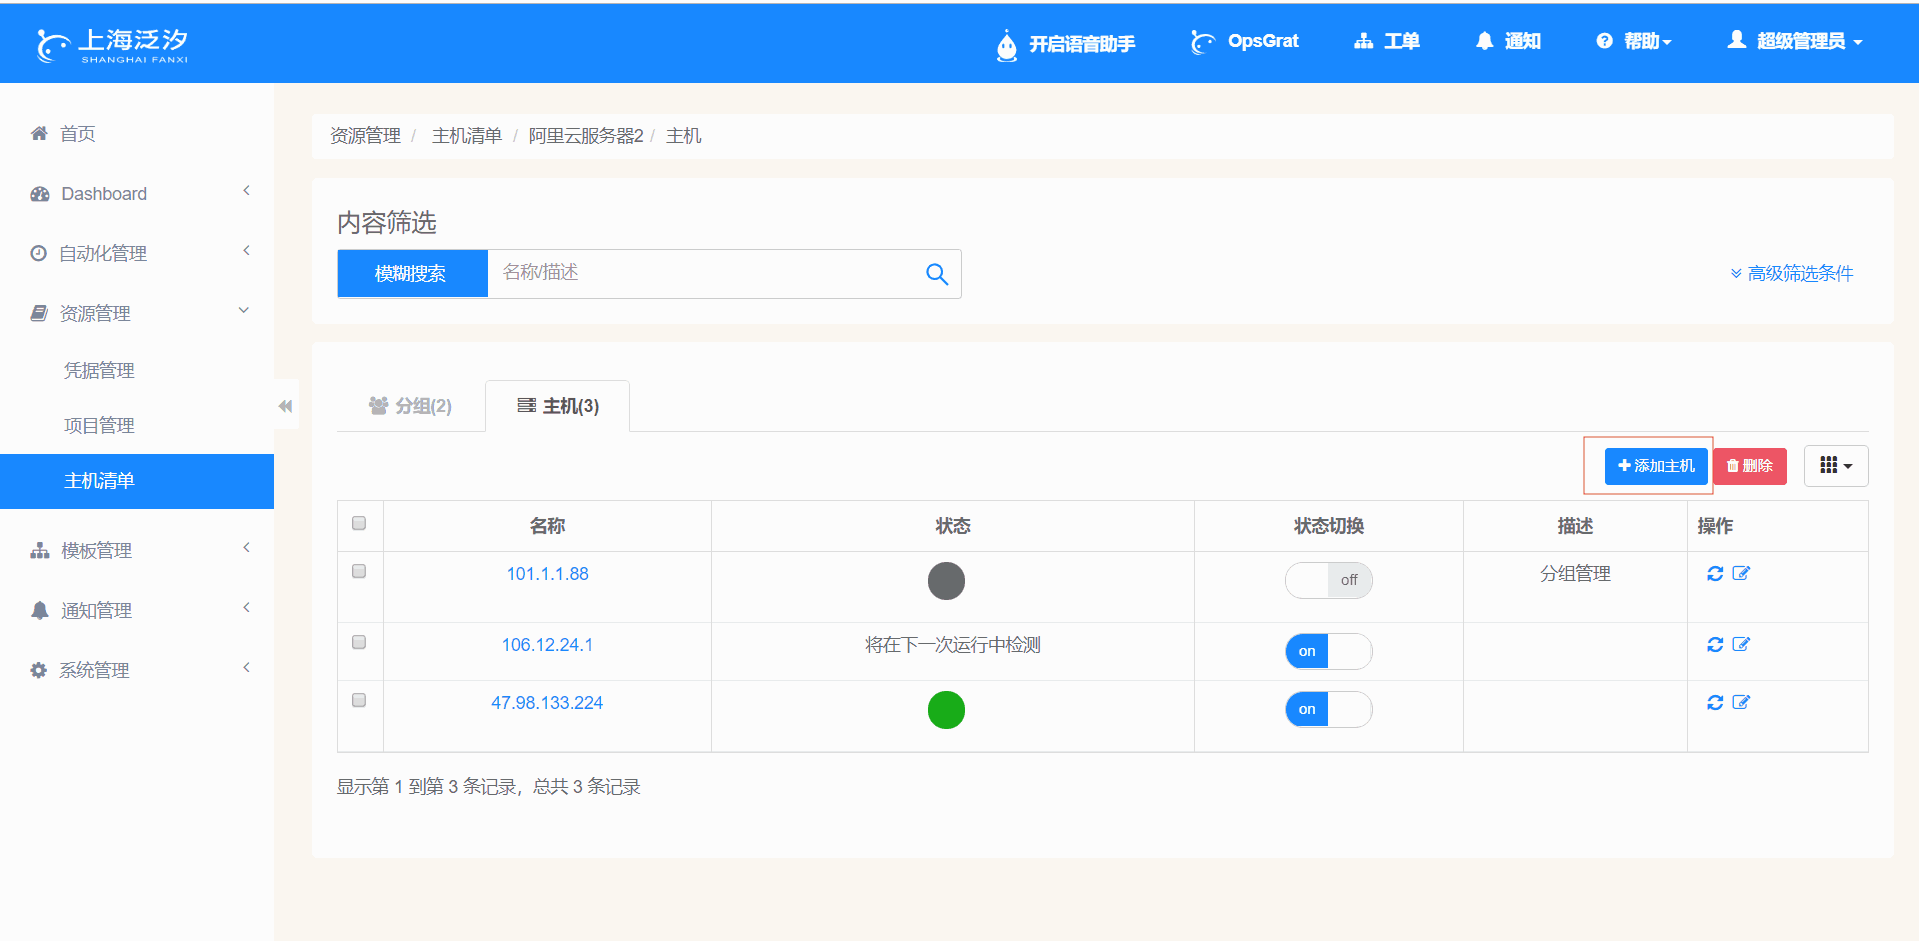 上海泛汐
SHANGHAI FANXI
开启语音助手
OpsGrat
工单
通知
帮助
超级管理员
首页
Dashboard
自动化管理
资源管理
凭据管理
项目管理
主机清单
模板管理
通知管理
系统管理
资源管理 / 主机清单 / 阿里云服务器2 / 主机
内容筛选
模糊搜索 名称/描述
高级筛选条件
分组(2) 主机(3)
添加主机 删除
名称 状态 状态切换 描述 操作
101.1.1.88 off 分组管理
106.12.24.1 将在下一次运行中检测 on
47.98.133.224 on
显示第 1 到第 3 条记录，总共 3 条记录